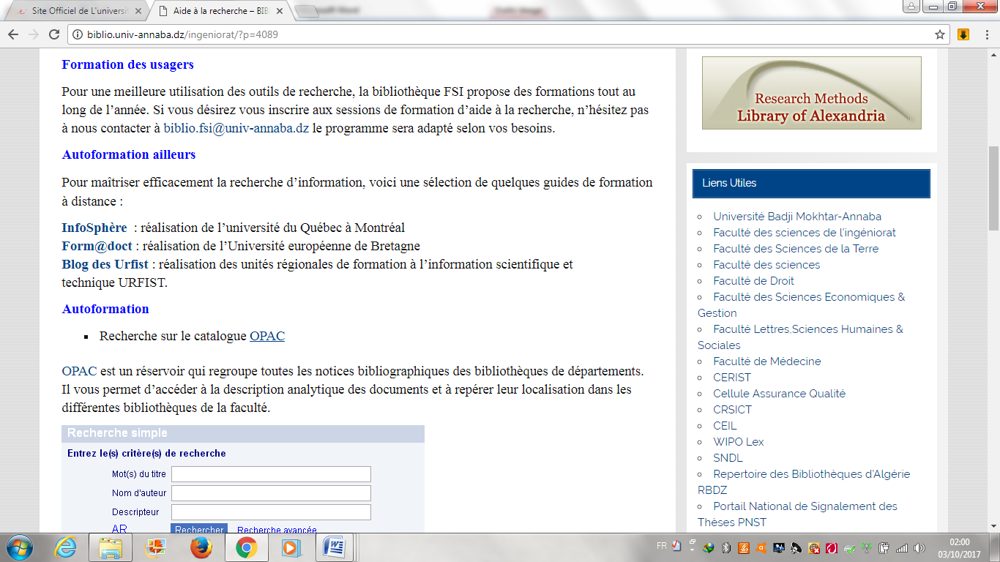 Site Officiel de L'universit
Aide à la recherche – BIB
biblio.univ-annaba.dz/ingeniorat/?p=4089
Formation des usagers
Pour une meilleure utilisation des outils de recherche, la bibliothèque FSI propose des formations tout au
long de l’année. Si vous désirez vous inscrire aux sessions de formation d’aide à la recherche, n’hésitez pas
à nous contacter à biblio.fsi@univ-annaba.dz le programme sera adapté selon vos besoins.
Autoformation ailleurs
Pour maîtriser efficacement la recherche d’information, voici une sélection de quelques guides de formation
à distance :
InfoSphère : réalisation de l’université du Québec à Montréal
Form@doct : réalisation de l’Université européenne de Bretagne
Blog des Urfist : réalisation des unités régionales de formation à l’information scientifique et
technique URFIST.
Autoformation
Recherche sur le catalogue OPAC
OPAC est un réservoir qui regroupe toutes les notices bibliographiques des bibliothèques de départements.
Il vous permet d’accéder à la description analytique des documents et à repérer leur localisation dans les
différentes bibliothèques de la faculté.
Recherche simple
Entrez le(s) critère(s) de recherche
Mot(s) du titre
Nom d'auteur
Descripteur
AR Rechercher Recherche avancée
Research Methods
Library of Alexandria
Liens Utiles
Université Badji Mokhtar-Annaba
Faculté des sciences de l’ingéniorat
Faculté des Sciences de la Terre
Faculté des sciences
Faculté de Droit
Faculté des Sciences Economiques &
Gestion
Faculté Lettres,Sciences Humaines &
Sociales
Faculté de Médecine
CERIST
Cellule Assurance Qualité
CRSICT
CEIL
WIPO Lex
SNDL
Repertoire des Bibliothèques d’Algérie
RBDZ
Portail National de Signalement des
Thèses PNST
FR
02:00
03/10/2017